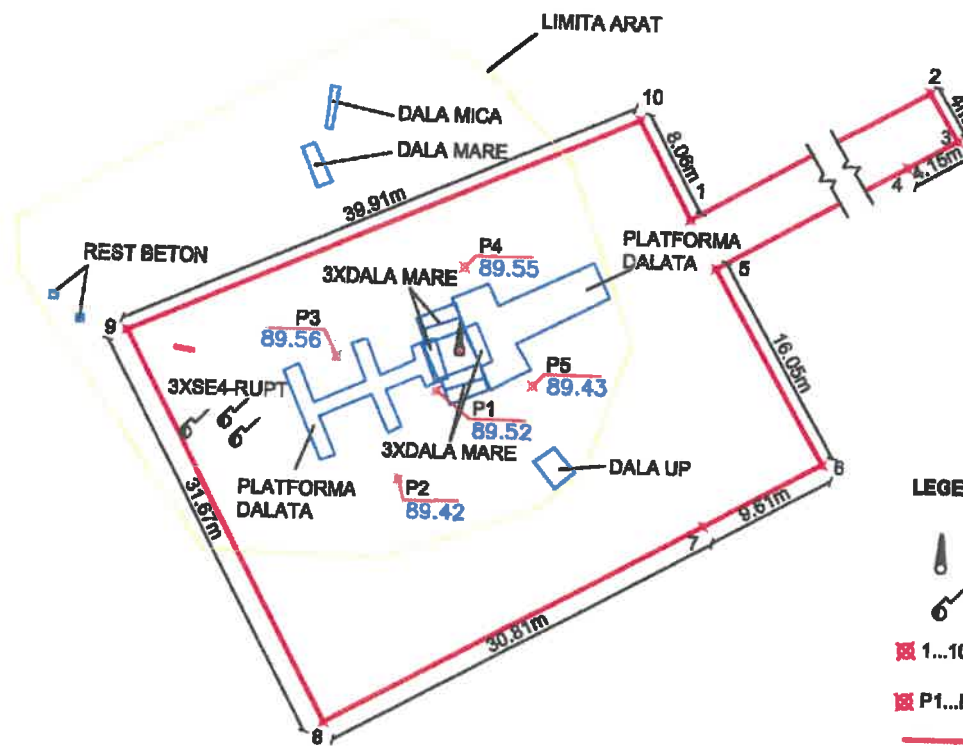 LIMITA ARAT
10
2
DALA MICA
8.06m
3
DALA MARE
1
4
4.15m
39.91m
REST BETON
P4
89.55
PLATFORMA
DALATA
5
3XDALA MARE
9
P3
89.56
16.05m
3XSE4-RUPT
P5
89.43
P1
89.52
3XDALA MARE
DALA UP
6
PLATFORMA
DALATA
P2
89.42
31.67m
9.61m
7
30.81m
8
LEGE
1...10
P1...